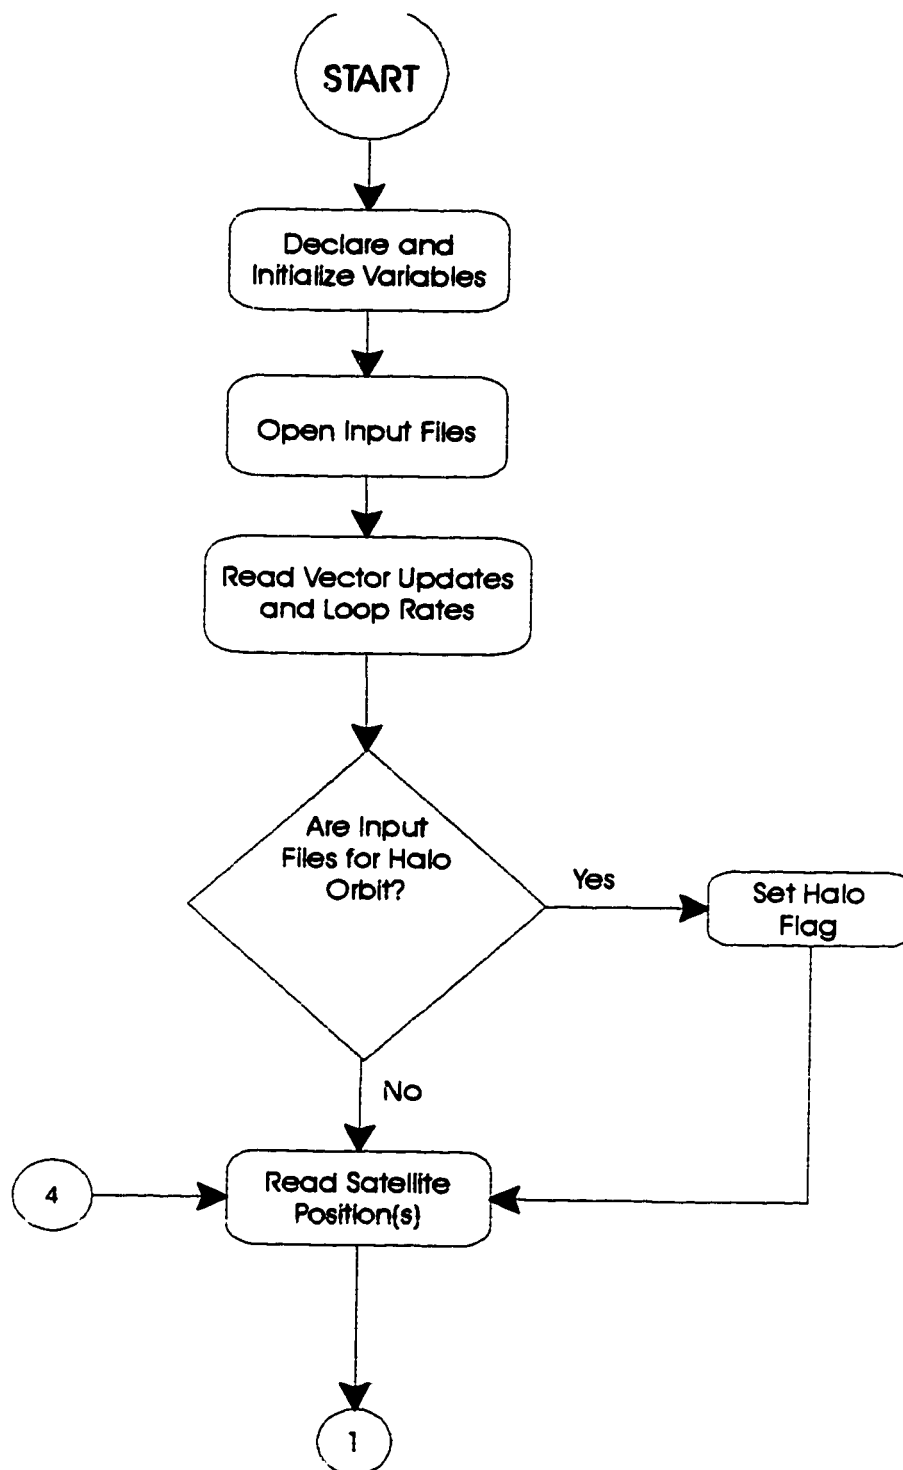 START
Declare and
Initialize Variables
Open Input Files
Read Vector Updates
and Loop Rates
Are Input
Files for Halo
Orbit?
Yes
Set Halo
Flag
No
4
Read Satellite
Position(s)
1